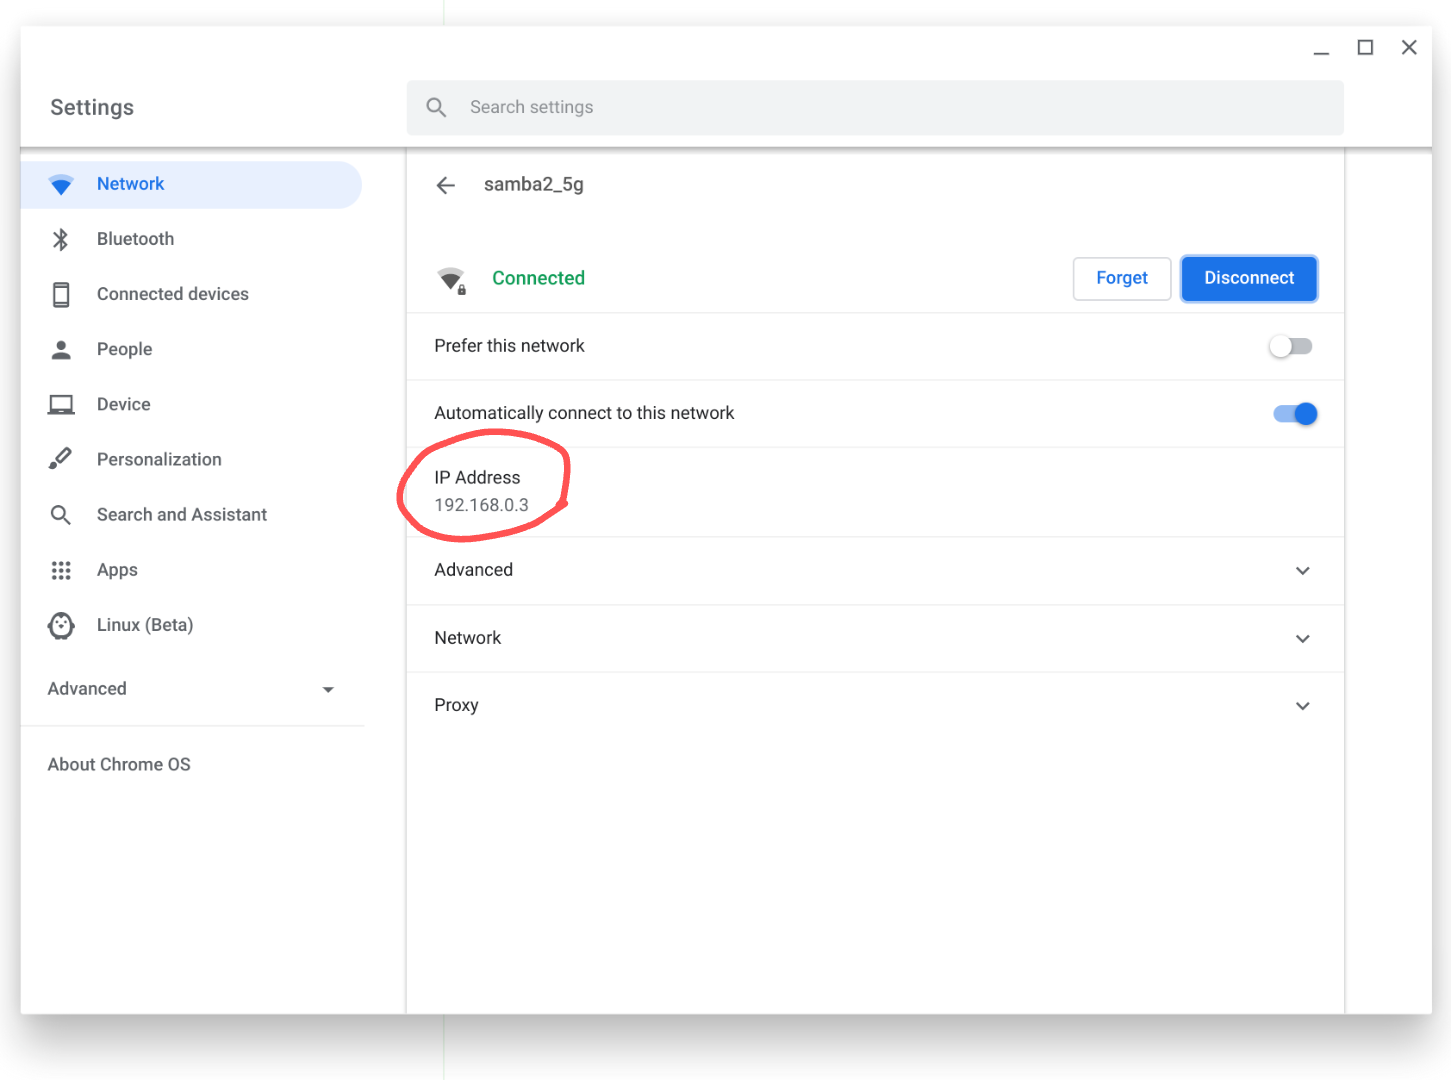 Settings
Search settings
Network
Bluetooth
Connected devices
People
Device
Personalization
Search and Assistant
Apps
Linux (Beta)
Advanced
About Chrome OS
samba2_5g
Connected
Forget
Disconnect
Prefer this network
Automatically connect to this network
IP Address
192.168.0.3
Advanced
Network
Proxy